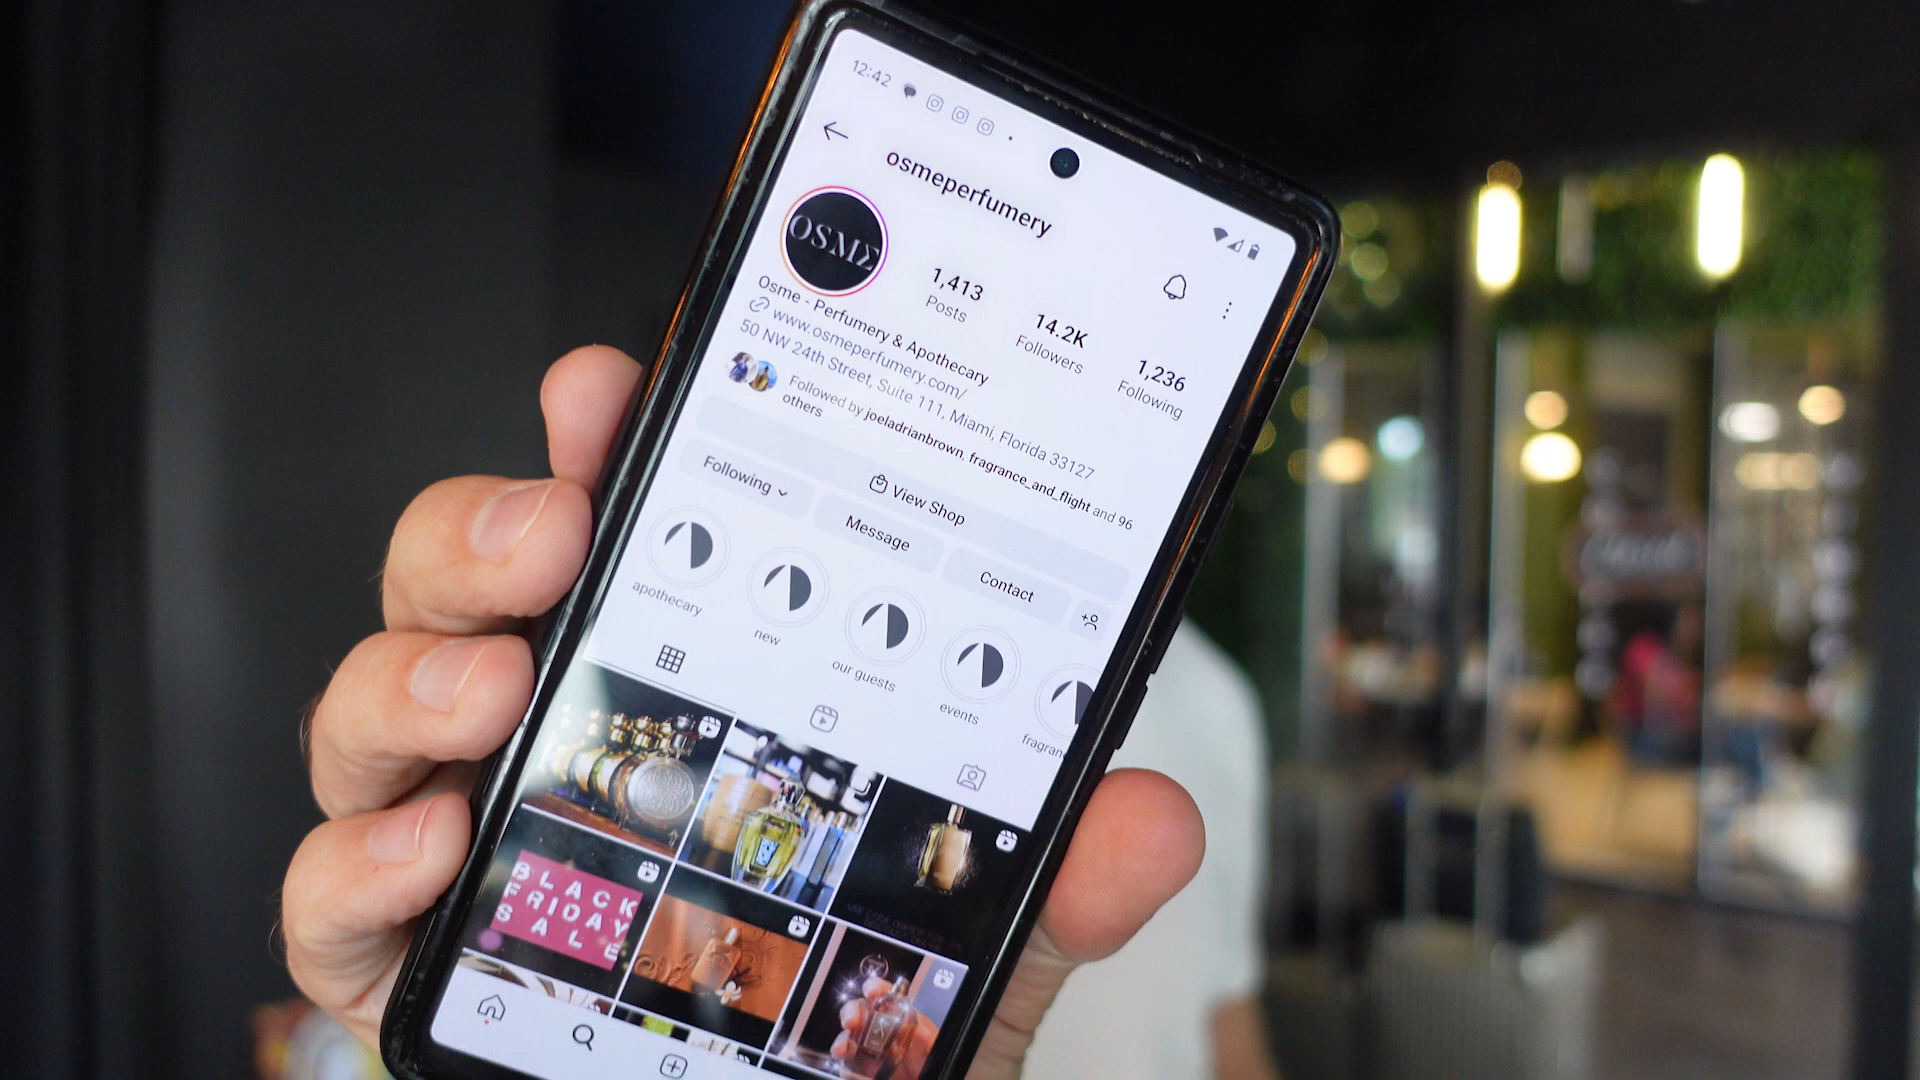 12:42
osmeperfumery
OSMΣ
1,413
Posts
14.2K
Followers
1,236
Following
Osme - Perfumery & Apothecary
www.osmeperfumery.com/
50 NW 24th Street, Suite 111, Miami, Florida 33127
Followed by joeladrianbrown, fragrance_and_flight and 96
others
View Shop
Following
Message
Contact
apothecary
new
our guests
events
fragran
BLACK
FRIDAY
SALE